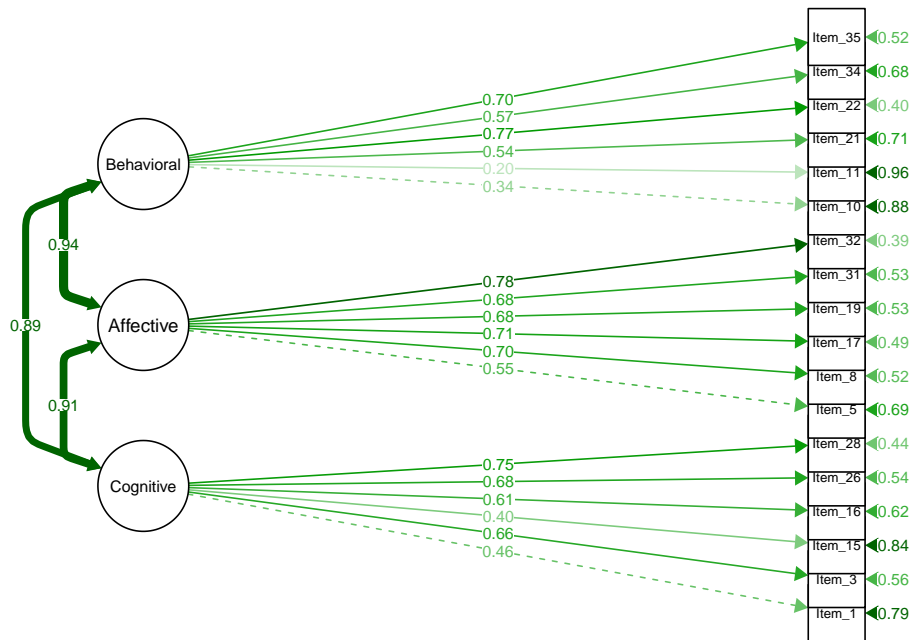 Item_35
0.52
0.70
Item_34
0.68
0.57
Item_22
0.40
0.77
Item_21
0.71
0.54
Behavioral
Item_11
0.96
0.20
Item_10
0.88
0.34
0.94
Item_32
0.39
0.78
Item_31
0.53
0.68
Item_19
0.53
0.68
0.89
Affective
Item_17
0.49
0.71
Item_8
0.52
0.70
Item_5
0.69
0.55
0.91
Item_28
0.44
0.75
Item_26
0.54
0.68
Cognitive
Item_16
0.62
0.61
Item_15
0.84
0.40
Item_3
0.56
0.66
Item_1
0.79
0.46